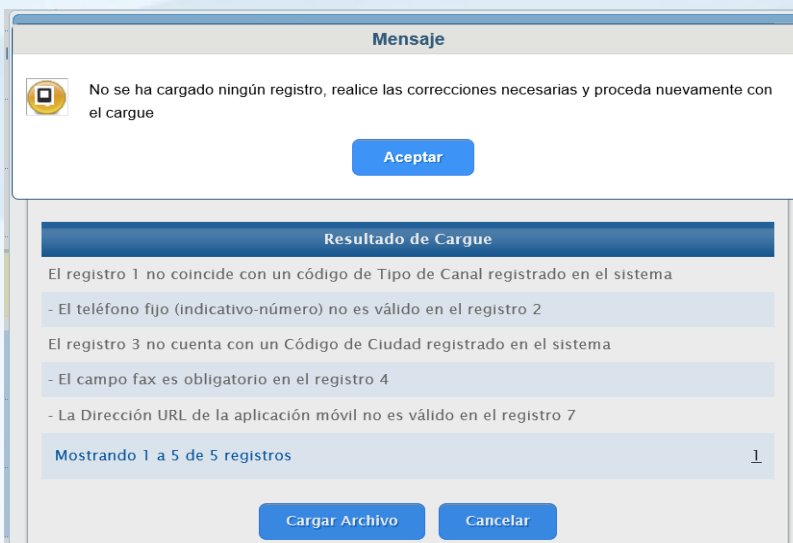 Mensaje
No se ha cargado ningún registro, realice las correcciones necesarias y proceda nuevamente con
el cargue
Aceptar
Resultado de Cargue
El registro 1 no coincide con un código de Tipo de Canal registrado en el sistema
- El teléfono fijo (indicativo-número) no es válido en el registro 2
El registro 3 no cuenta con un Código de Ciudad registrado en el sistema
- El campo fax es obligatorio en el registro 4
- La Dirección URL de la aplicación móvil no es válido en el registro 7
Mostrando 1 a 5 de 5 registros 1
Cargar Archivo Cancelar